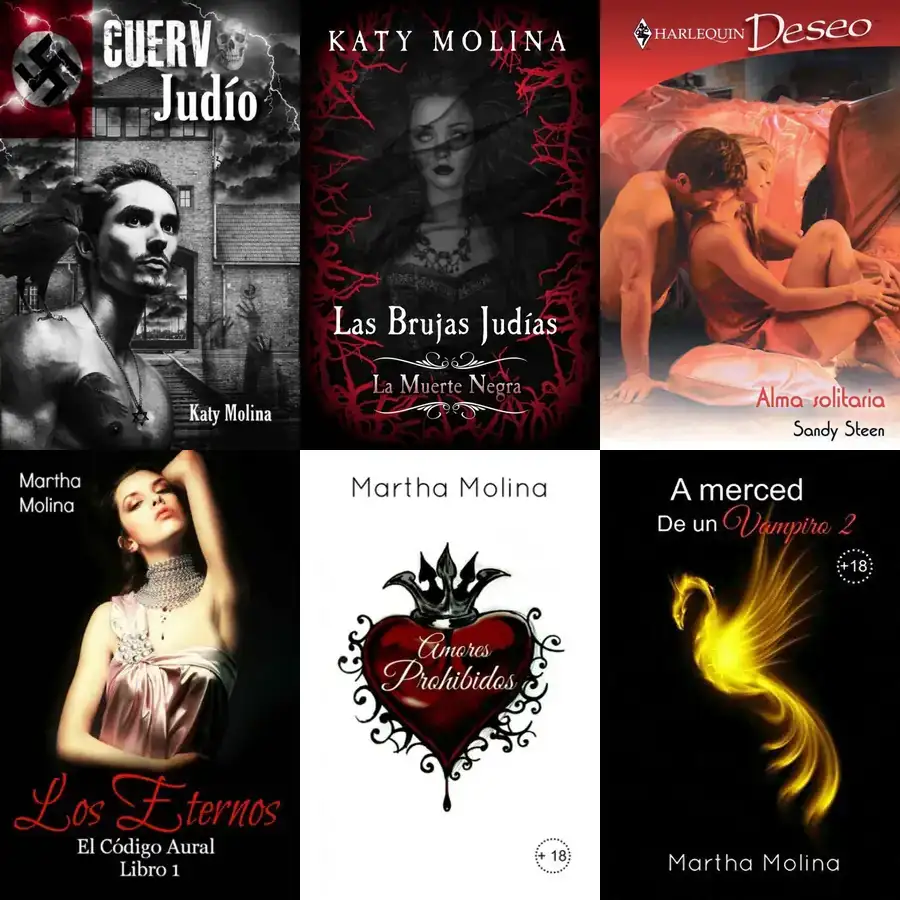 CUERVO
Judío
Katy Molina
KATY MOLINA
Las Brujas Judías
La Muerte Negra
HARLEQUIN Deseo
Alma solitaria
Sandy Steen
Martha
Molina
Los Eternos
El Código Aural
Libro 1
Martha Molina
Amores
Prohibidos
+ 18
A merced
De un Vampiro 2
+18
Martha Molina